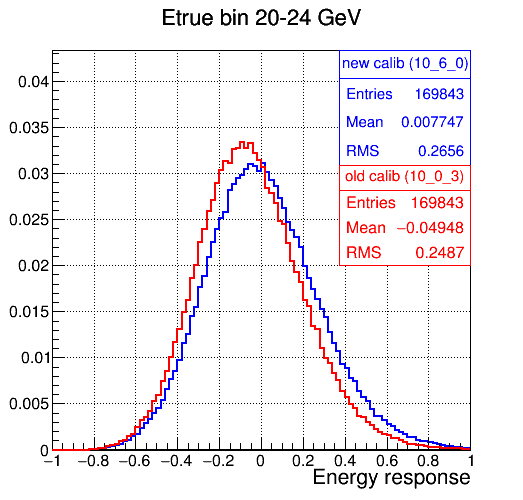 Etrue bin 20-24 GeV
new calib (10_6_0)
Entries 169843
Mean 0.007747
RMS 0.2656
old calib (10_0_3)
Entries 169843
Mean −0.04948
RMS 0.2487
0.04
0.035
0.03
0.025
0.02
0.015
0.01
0.005
0
−1 −0.8 −0.6 −0.4 −0.2 0 0.2 0.4 0.6 0.8 1
Energy response